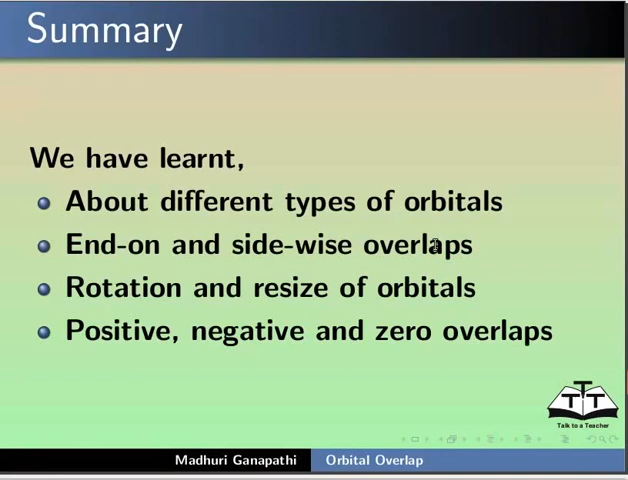 Summary
We have learnt,
About different types of orbitals
End-on and side-wise overlaps
Rotation and resize of orbitals
Positive, negative and zero overlaps
TTT
Talk to a Teacher
Madhuri Ganapathi Orbital Overlap